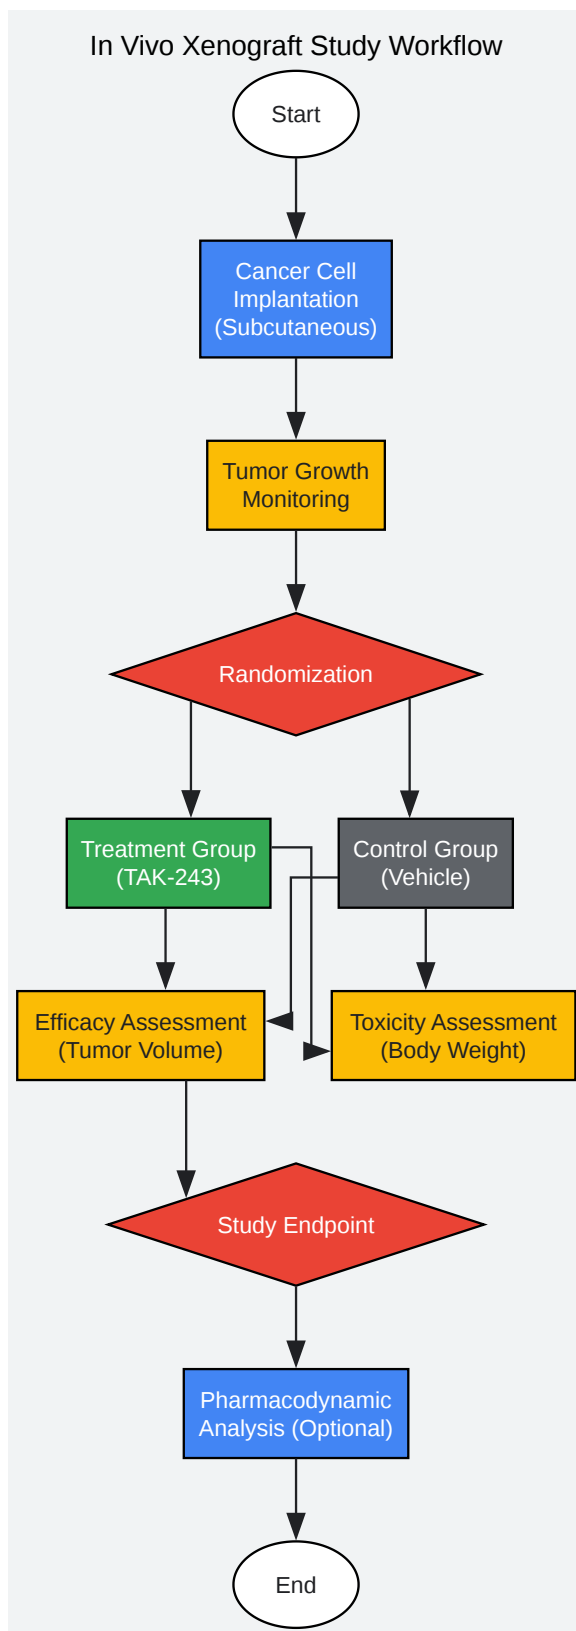 In Vivo Xenograft Study Workflow
Start
Cancer Cell
Implantation
(Subcutaneous)
Tumor Growth
Monitoring
Randomization
Treatment Group
(TAK-243)
Control Group
(Vehicle)
Efficacy Assessment
(Tumor Volume)
Toxicity Assessment
(Body Weight)
Study Endpoint
Pharmacodynamic
Analysis (Optional)
End